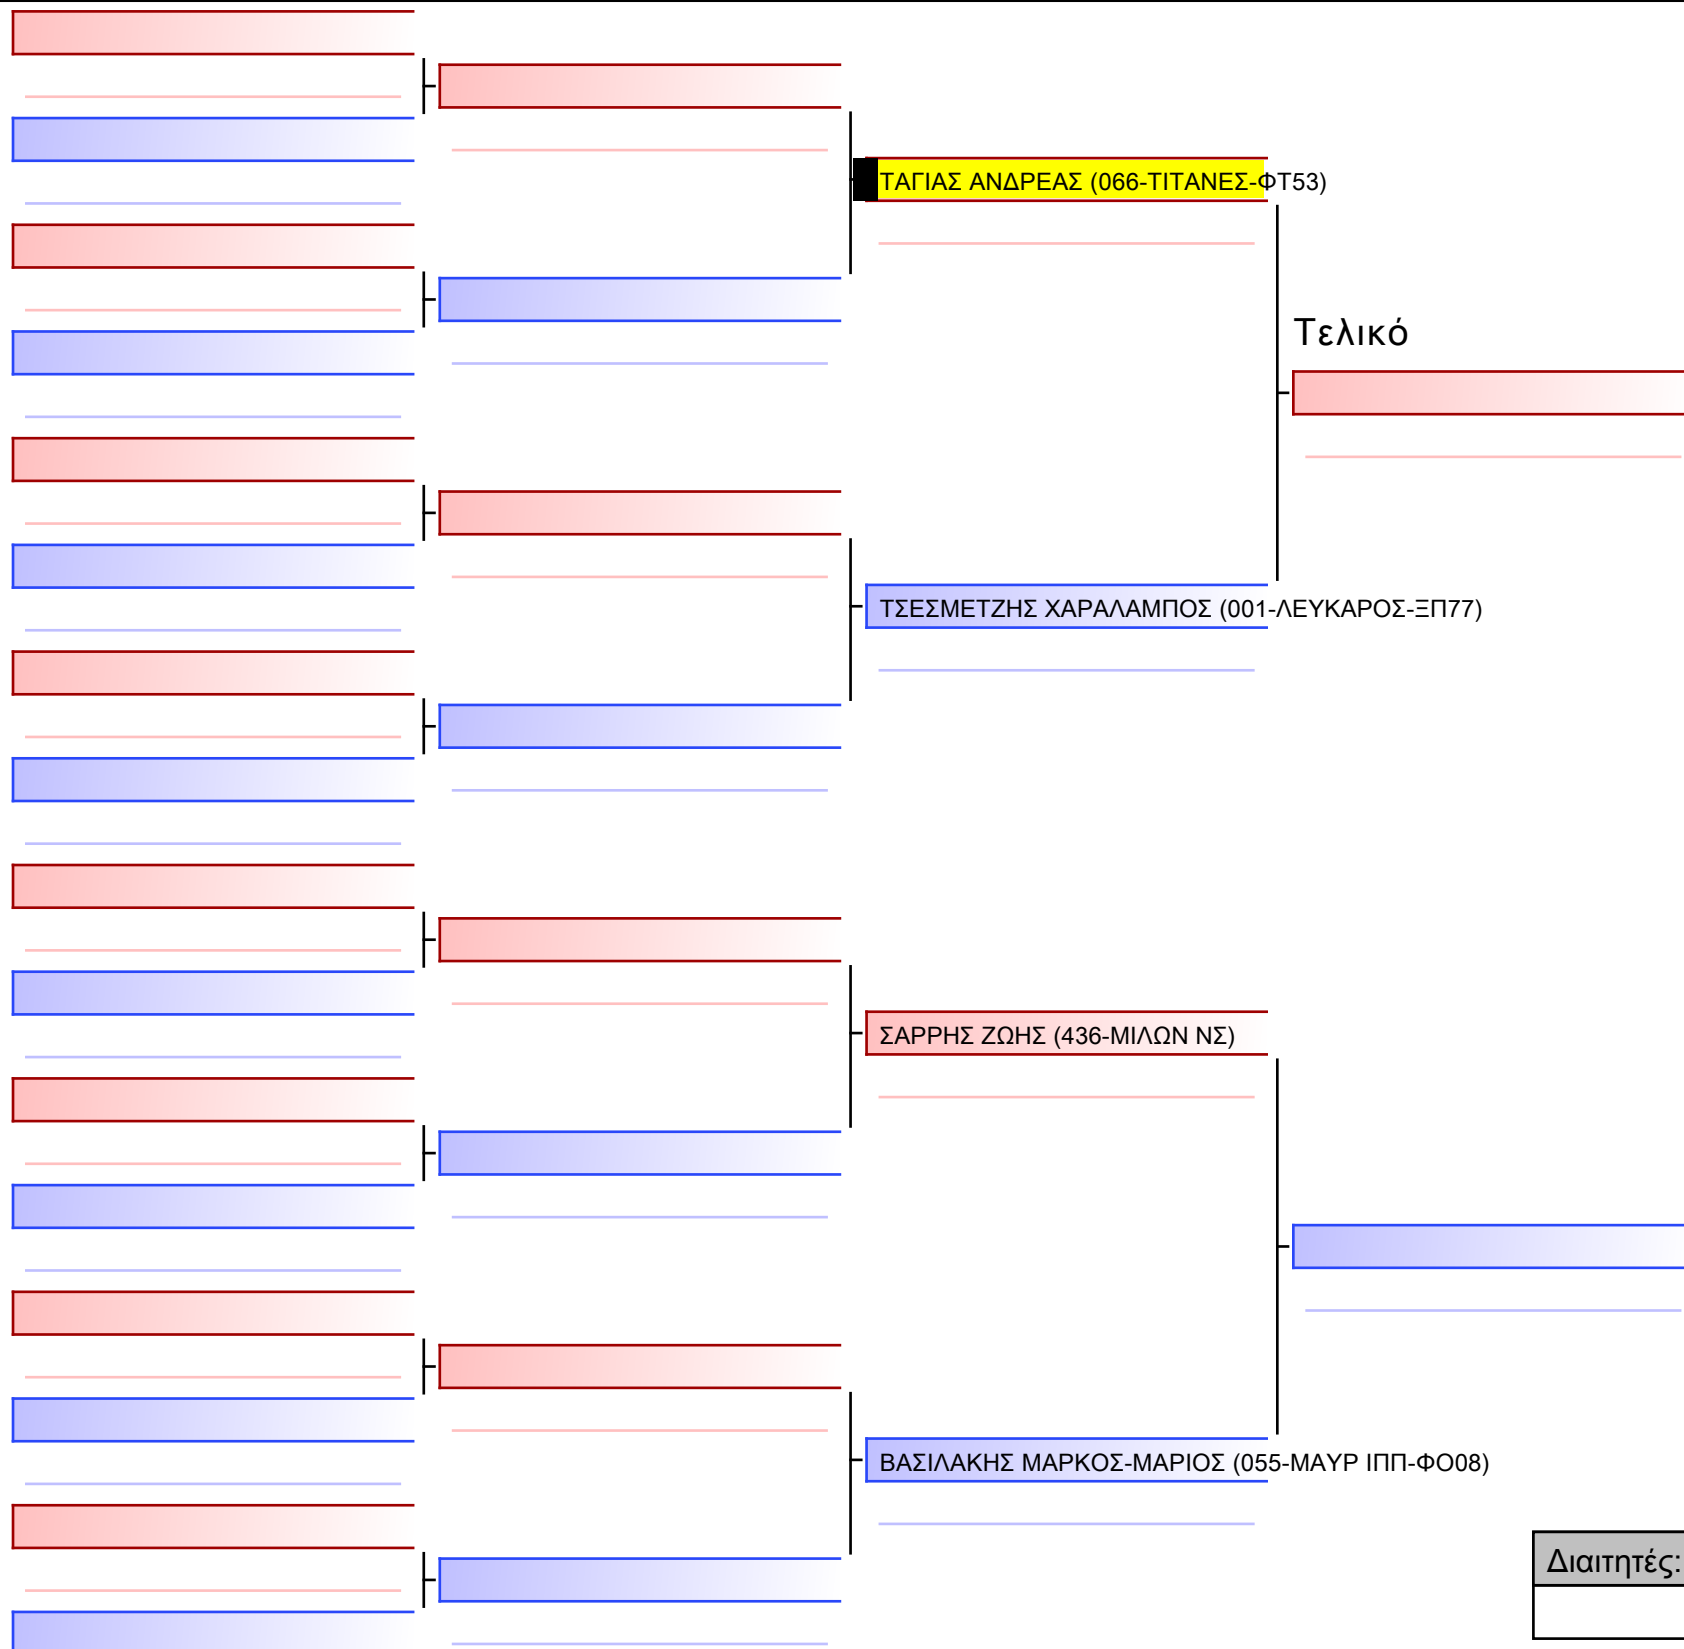 ΤΑΓΙΑΣ ΑΝΔΡΕΑΣ (066-ΤΙΤΑΝΕΣ-ΦΤ53)
Τελικό
ΤΣΕΣΜΕΤΖΗΣ ΧΑΡΑΛΑΜΠΟΣ (001-ΛΕΥΚΑΡΟΣ-ΞΠ77)
ΣΑΡΡΗΣ ΖΩΗΣ (436-ΜΙΛΩΝ ΝΣ)
ΒΑΣΙΛΑΚΗΣ ΜΑΡΚΟΣ-ΜΑΡΙΟΣ (055-ΜΑΥΡ ΙΠΠ-ΦΟ08)
Διαιτητές: